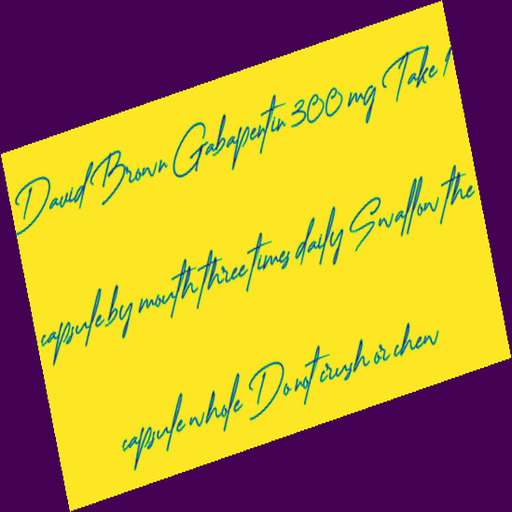 David Brown Gabapentin 300 mg Take 1
capsule by mouth three times daily Swallow the
capsule whole Do not crush or chew